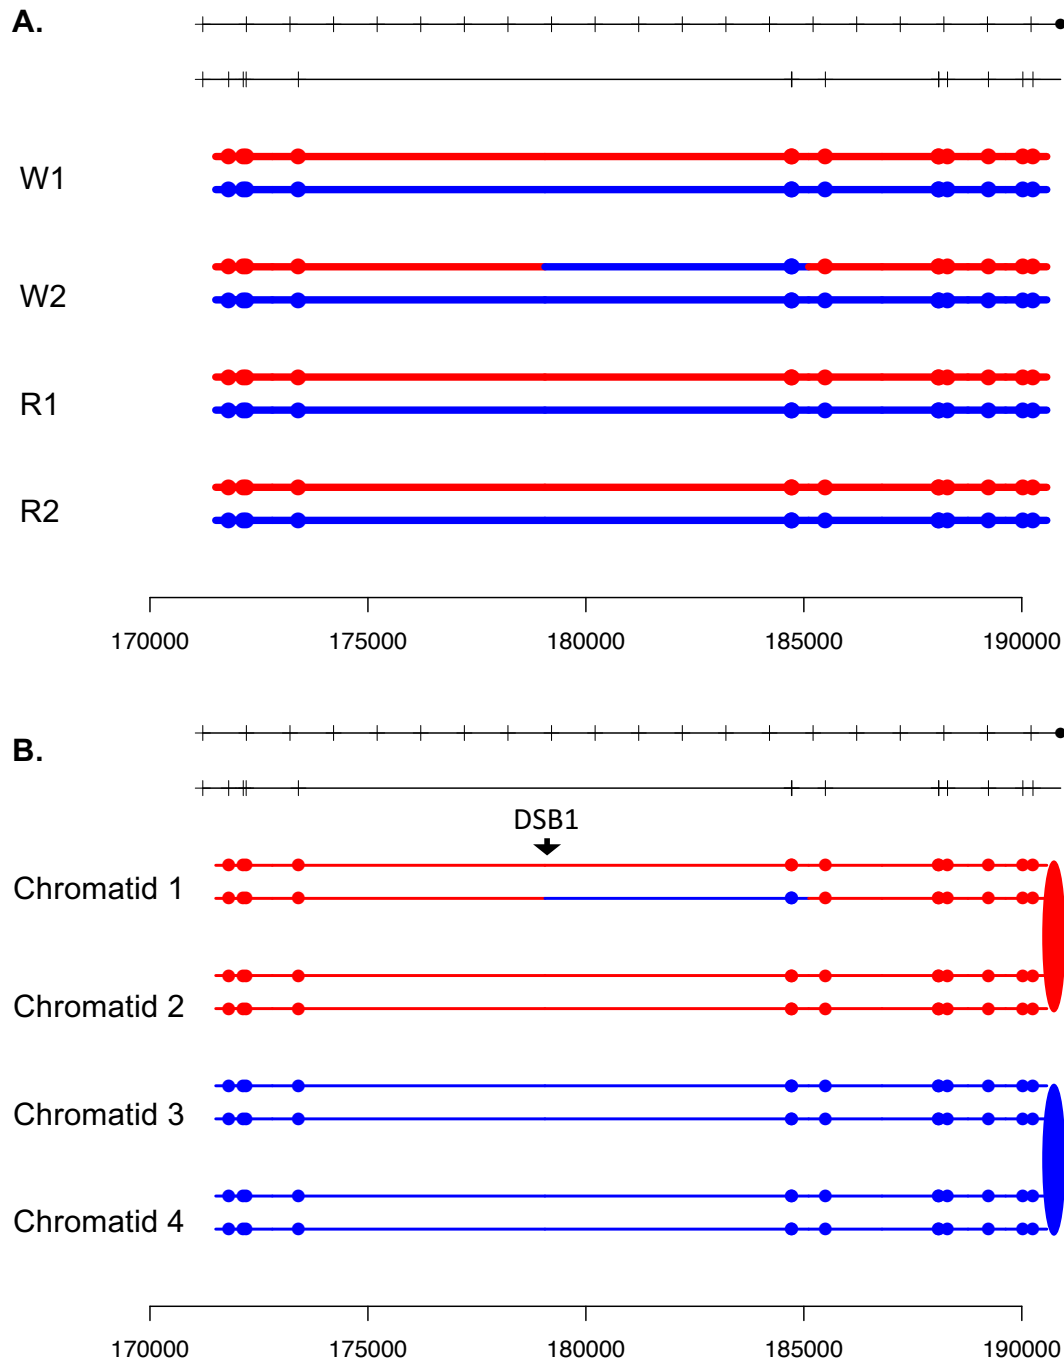 A.
W1
W2
R1
R2
170000 175000 180000 185000 190000
B.
DSB1
Chromatid 1
Chromatid 2
Chromatid 3
Chromatid 4
170000 175000 180000 185000 190000